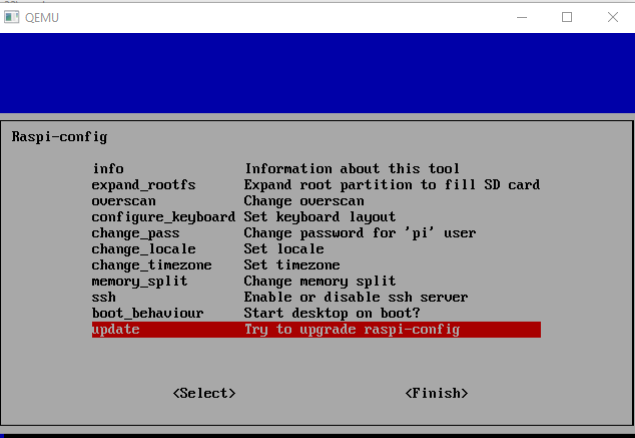 QEMU
Raspi-config
info Information about this tool
expand_rootfs Expand root partition to fill SD card
overscan Change overscan
configure_keyboard Set keyboard layout
change_pass Change password for 'pi' user
change_locale Set locale
change_timezone Set timezone
memory_split Change memory split
ssh Enable or disable ssh server
boot_behaviour Start desktop on boot?
update Try to upgrade raspi-config
<Select> <Finish>